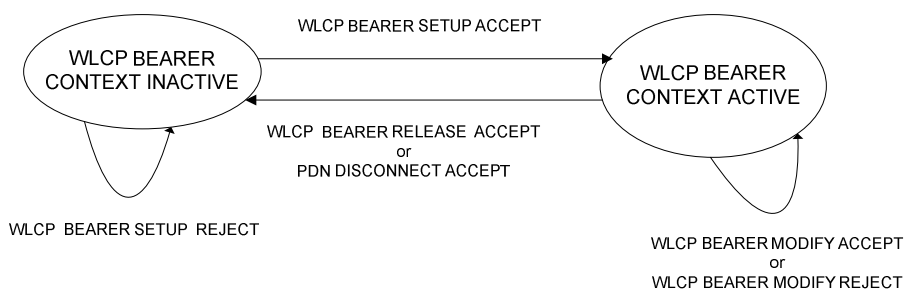 WLCP BEARER SETUP ACCEPT
WLCP BEARER
CONTEXT INACTIVE
WLCP BEARER
CONTEXT ACTIVE
WLCP BEARER RELEASE ACCEPT
or
PDN DISCONNECT ACCEPT
WLCP BEARER SETUP REJECT
WLCP BEARER MODIFY ACCEPT
or
WLCP BEARER MODIFY REJECT